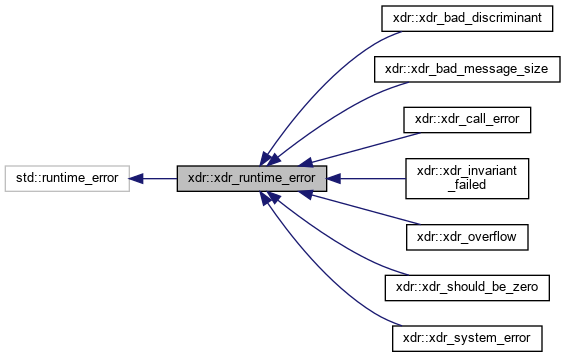 std::runtime_error
xdr::xdr_runtime_error
xdr::xdr_bad_discriminant
xdr::xdr_bad_message_size
xdr::xdr_call_error
xdr::xdr_invariant
_failed
xdr::xdr_overflow
xdr::xdr_should_be_zero
xdr::xdr_system_error